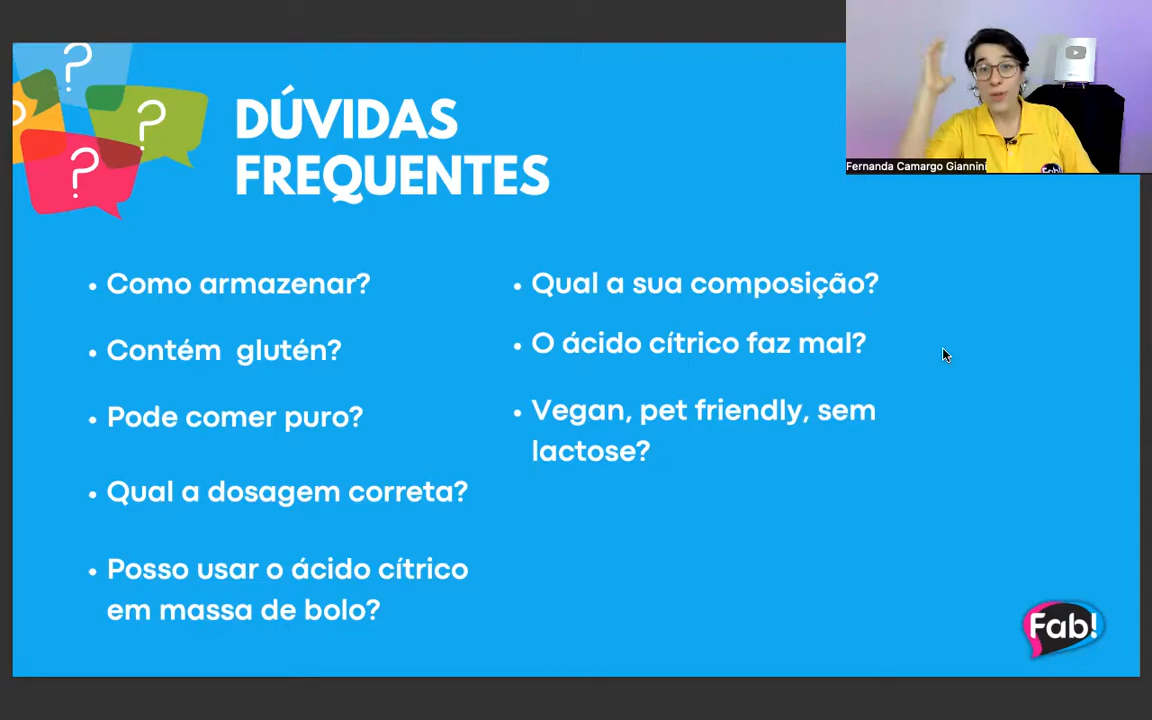 DÚVIDAS
FREQUENTES
Fernanda Camargo Giannini
• Como armazenar?
• Contém glutén?
• Pode comer puro?
• Qual a dosagem correta?
• Posso usar o ácido cítrico
em massa de bolo?
• Qual a sua composição?
• O ácido cítrico faz mal?
• Vegan, pet friendly, sem
lactose?
Fab!